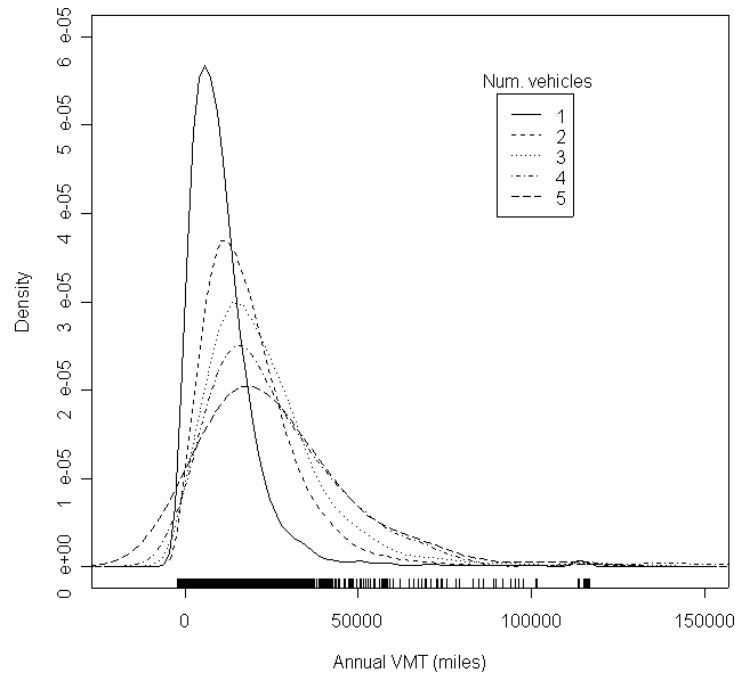 Num. vehicles
1
2
3
4
5
Density
6 e-05
5 e-05
4 e-05
3 e-05
2 e-05
1 e-05
0 e+00
0 50000 100000 150000
Annual VMT (miles)